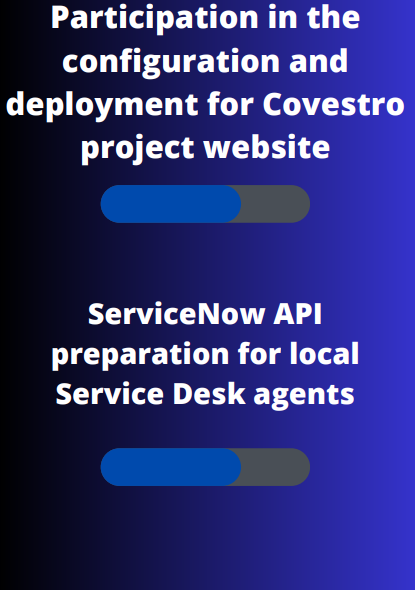 Participation in the
configuration and
deployment for Covestro
project website
ServiceNow API
preparation for local
Service Desk agents